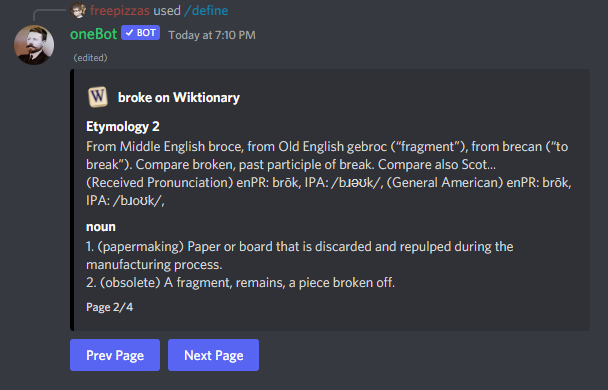 freepizzas used /define
oneBot ✓ BOT Today at 7:10 PM
(edited)
W broke on Wiktionary
Etymology 2
From Middle English broce, from Old English gebroc (“fragment”), from brecan (“to
break”). Compare broken, past participle of break. Compare also Scot...
(Received Pronunciation) enPR: brōk, IPA: /bɹəʊk/, (General American) enPR: brōk,
IPA: /bɹoʊk/,
noun
1. (papermaking) Paper or board that is discarded and repulped during the
manufacturing process.
2. (obsolete) A fragment, remains, a piece broken off.
Page 2/4
Prev Page Next Page